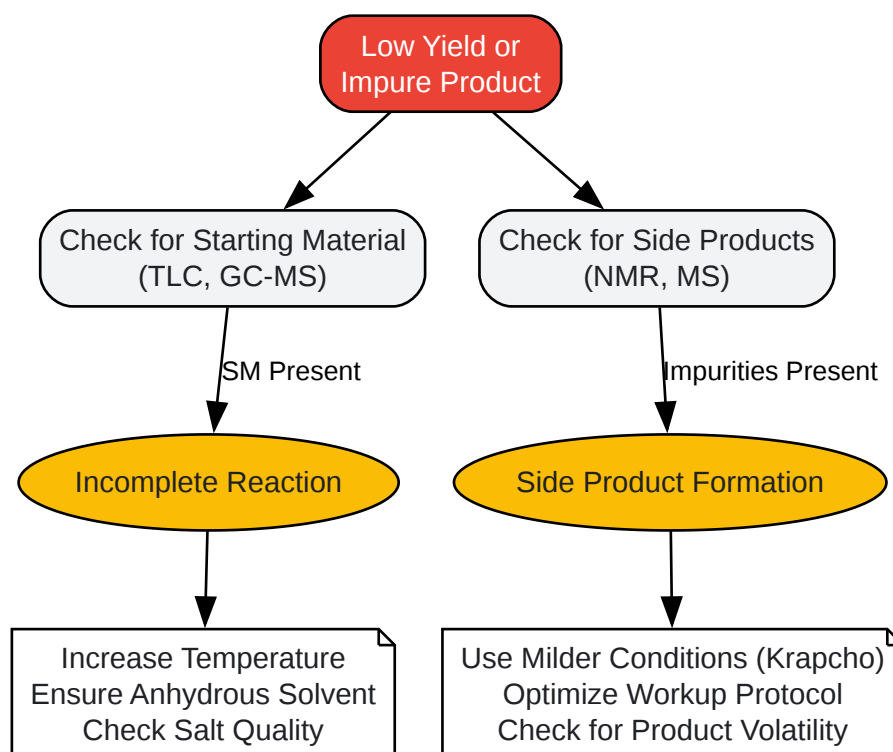 Low Yield or
Impure Product
Check for Starting Material
(TLC, GC-MS)
Check for Side Products
(NMR, MS)
SM Present
Impurities Present
Incomplete Reaction
Side Product Formation
Increase Temperature
Ensure Anhydrous Solvent
Check Salt Quality
Use Milder Conditions (Krapcho)
Optimize Workup Protocol
Check for Product Volatility